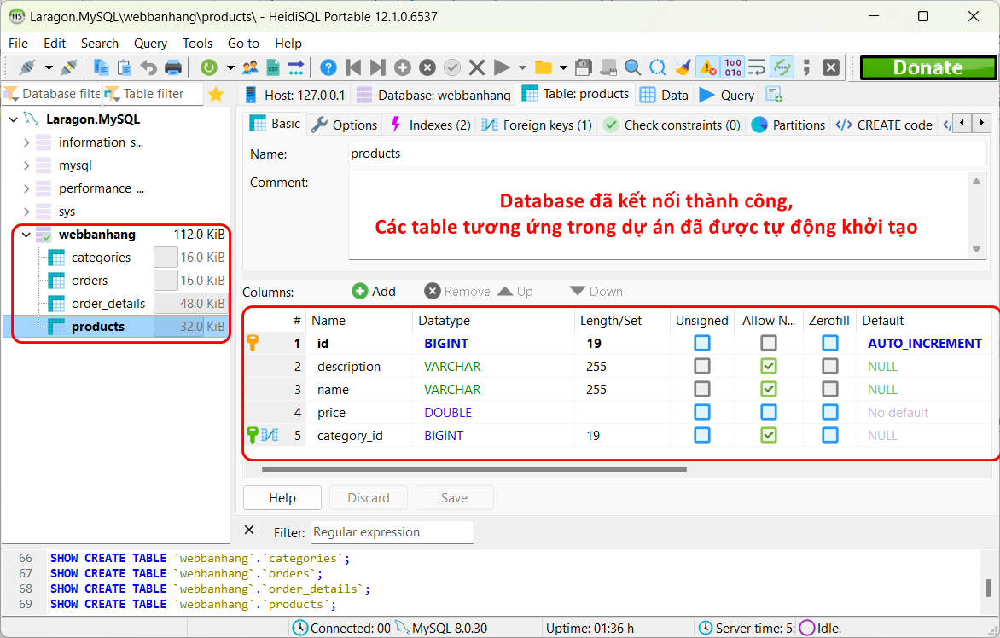 Laragon.MySQL\webbanhang\products\ - HeidiSQL Portable 12.1.0.6537
File Edit Search Query Tools Go to Help
Donate
Database filte Table filter
Host: 127.0.0.1 Database: webbanhang Table: products Data Query
Laragon.MySQL
information_s...
mysql
performance_...
sys
webbanhang 112.0 KiB
categories 16.0 KiB
orders 16.0 KiB
order_details 48.0 KiB
products 32.0 KiB
Basic Options Indexes (2) Foreign keys (1) Check constraints (0) Partitions CREATE code
Name: products
Comment:
Database đã kết nối thành công,
Các table tương ứng trong dự án đã được tự động khởi tạo
Columns: Add Remove Up Down
# Name Datatype Length/Set Unsigned Allow N... Zerofill Default
1 id BIGINT 19 AUTO_INCREMENT
2 description VARCHAR 255 NULL
3 name VARCHAR 255 NULL
4 price DOUBLE No default
5 category_id BIGINT 19 NULL
Help Discard Save
Filter: Regular expression
66 SHOW CREATE TABLE `webbanhang`.`categories`;
67 SHOW CREATE TABLE `webbanhang`.`orders`;
68 SHOW CREATE TABLE `webbanhang`.`order_details`;
69 SHOW CREATE TABLE `webbanhang`.`products`;
Connected: 00 MySQL 8.0.30 Uptime: 01:36 h Server time: 5: Idle.